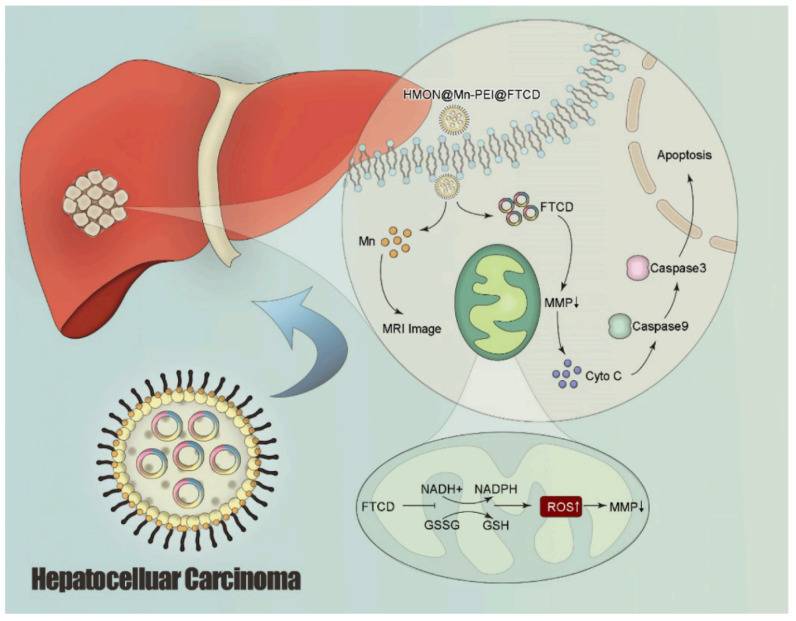 HMON@Mn-PEI@FTCD
Apoptosis
FTCD
Mn
Caspase3
MMP↓
MRI Image
Caspase9
Cyto C
NADH+ NADPH
FTCD
ROS↑
MMP↓
GSSG GSH
Hepatocelluar Carcinoma